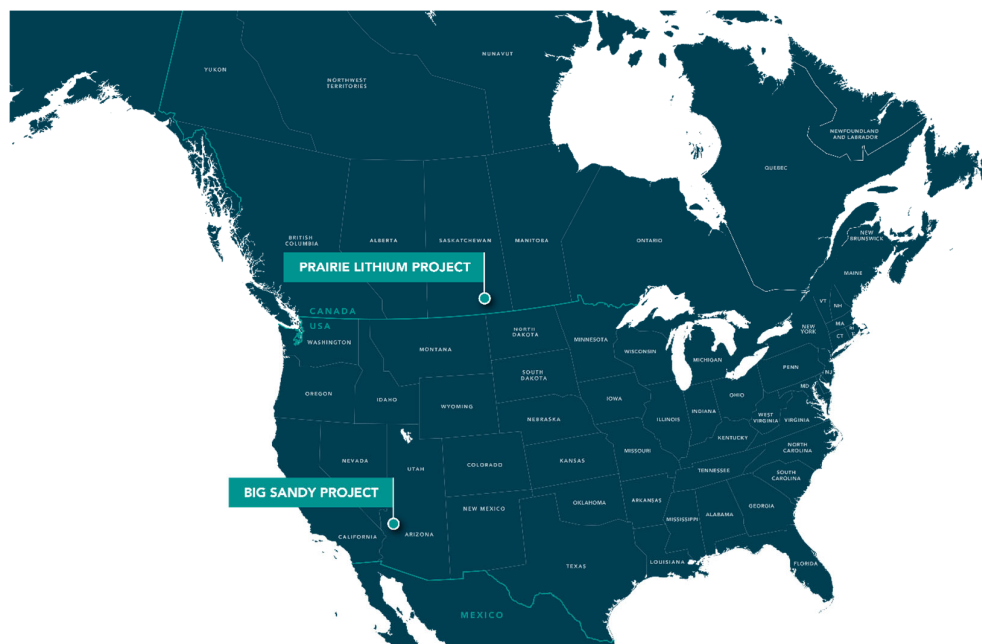 NUNAVUT
YUKON
NORTHWEST
TERRITORIES
NEWFOUNDLAND
AND LABRADOR
QUEBEC
BRITISH
COLUMBIA
ALBERTA
SASKATCHEWAN
MANITOBA
ONTARIO
NEW
BRUNSWICK
PRAIRIE LITHIUM PROJECT
MAINE
CANADA
USA
VT
NH
WASHINGTON
MONTANA
NORTH
DAKOTA
MINNESOTA
NEW
YORK
MA
CT
WISCONSIN
MICHIGAN
SOUTH
DAKOTA
PENN
NJ
OREGON
IDAHO
WYOMING
IOWA
OHIO
MD
NEBRASKA
ILLINOIS
INDIANA
WEST
VIRGINIA
VIRGINIA
KENTUCKY
NEVADA
UTAH
COLORADO
KANSAS
MISSOURI
NORTH
CAROLINA
TENNESSEE
SOUTH
CAROLINA
BIG SANDY PROJECT
NEW MEXICO
OKLAHOMA
ARKANSAS
MISSISSIPPI
ALABAMA
GEORGIA
CALIFORNIA
ARIZONA
TEXAS
LOUISIANA
FLORIDA
MEXICO